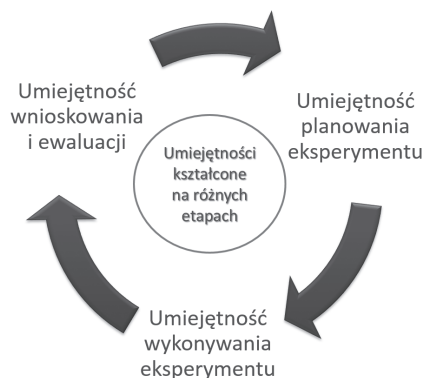 Umiejętność
wnioskowania
i ewaluacji
Umiejętność
planowania
eksperymentu
Umiejętności
kształcone
na różnych
etapach
Umiejętność
wykonywania
eksperymentu